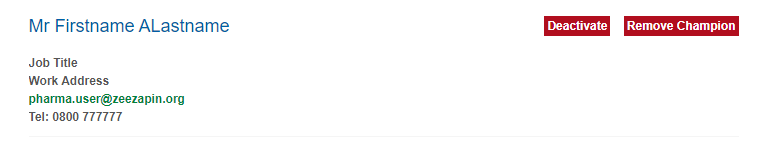 Mr Firstname ALastname
Deactivate Remove Champion
Job Title
Work Address
pharma.user@zeezapin.org
Tel: 0800 777777